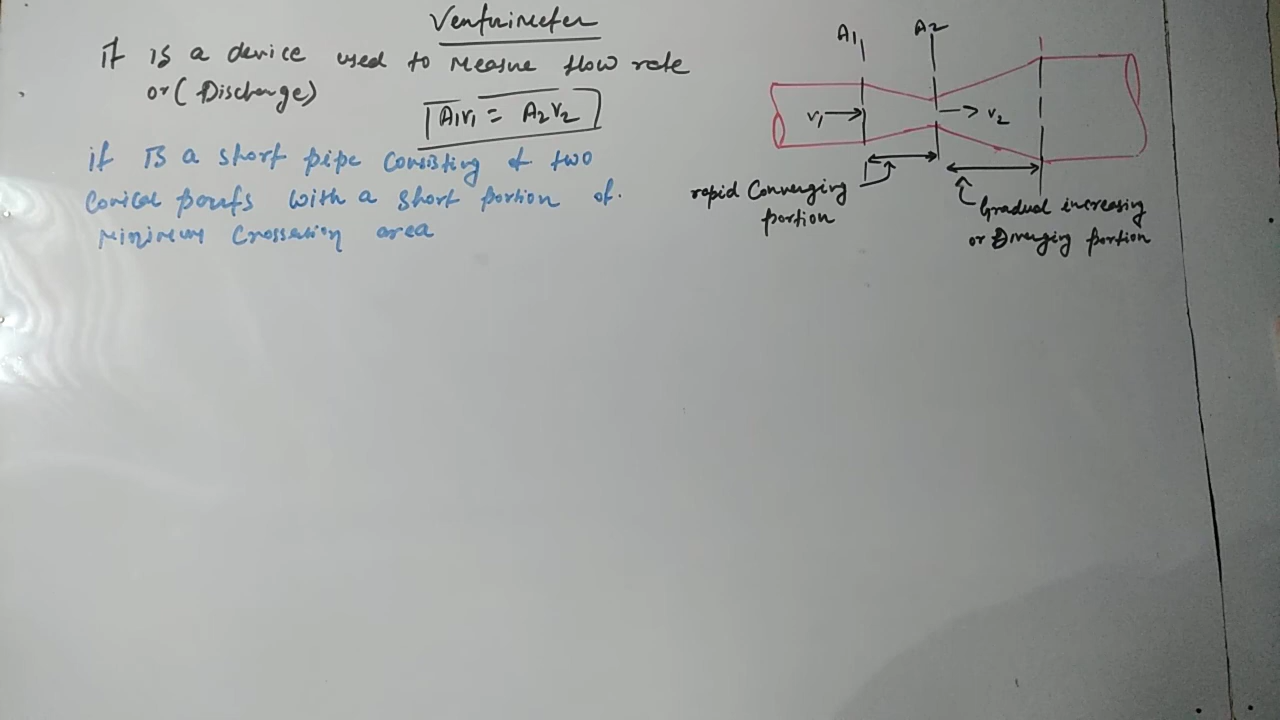 Venturimeter
it is a device used to measure flow rate
or (Discharge)
A1V1 = A2V2
it is a short pipe consisting of two
conical parts with a short portion of.
minimum crossection area
A1
A2
V1
V2
rapid Converging
portion
Gradual increasing
or Diverging portion